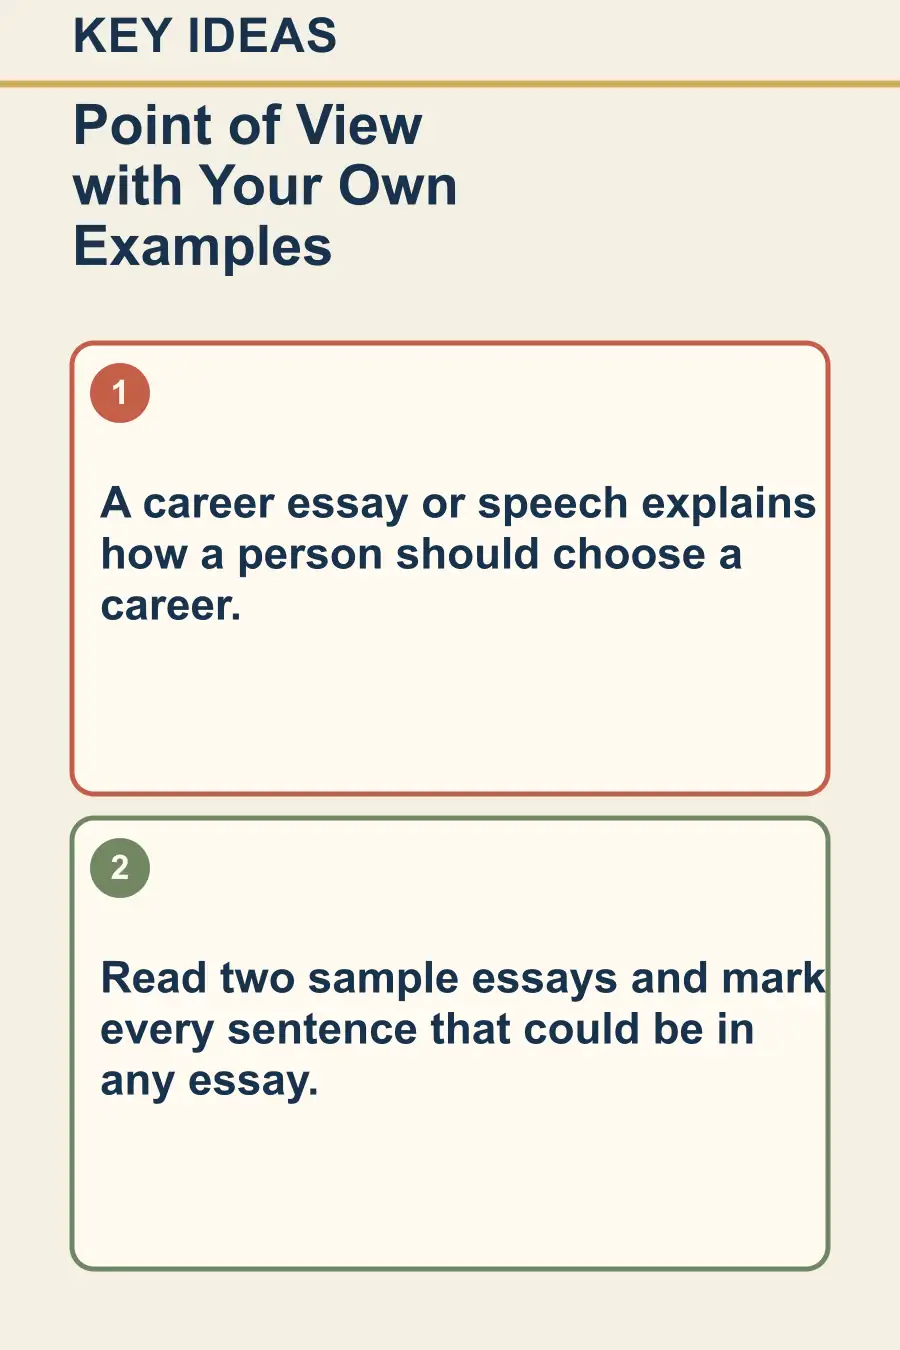 KEY IDEAS
Point of View
with Your Own
Examples
1
A career essay or speech explains
how a person should choose a
career.
2
Read two sample essays and mark
every sentence that could be in
any essay.